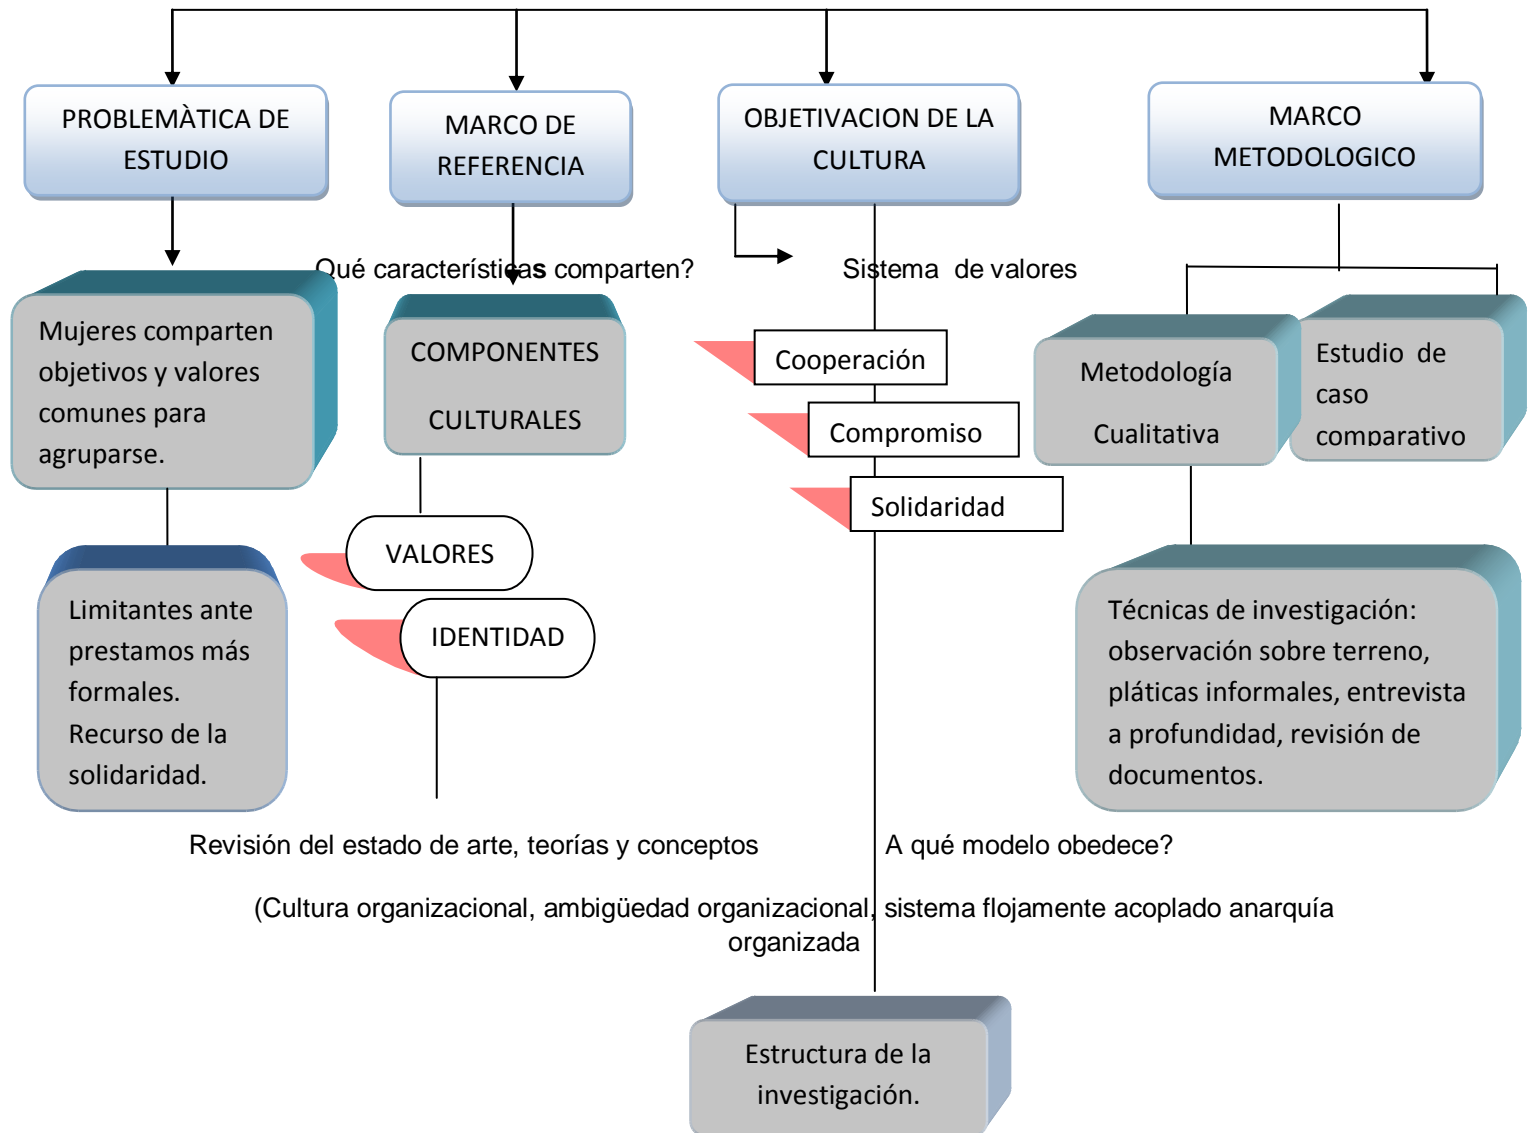 PROBLEMÀTICA DE
ESTUDIO
MARCO DE
REFERENCIA
OBJETIVACION DE LA
CULTURA
MARCO
METODOLOGICO
Qué características comparten?
Sistema de valores
Mujeres comparten
objetivos y valores
comunes para
agruparse.
COMPONENTES
CULTURALES
Cooperación
Compromiso
Solidaridad
Metodología
Cualitativa
Estudio de
caso
comparativo
VALORES
IDENTIDAD
Limitantes ante
prestamos más
formales.
Recurso de la
solidaridad.
Técnicas de investigación:
observación sobre terreno,
pláticas informales, entrevista
a profundidad, revisión de
documentos.
Revisión del estado de arte, teorías y conceptos
A qué modelo obedece?
(Cultura organizacional, ambigüedad organizacional, sistema flojamente acoplado anarquía
organizada
Estructura de la
investigación.